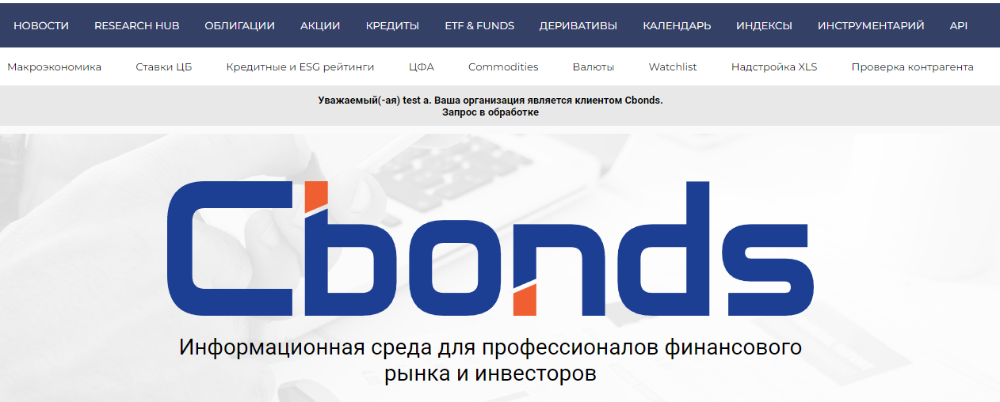 НОВОСТИ RESEARCH HUB ОБЛИГАЦИИ АКЦИИ КРЕДИТЫ ETF & FUNDS ДЕРИВАТИВЫ КАЛЕНДАРЬ ИНДЕКСЫ ИНСТРУМЕНТАРИЙ API
Макроэкономика Ставки ЦБ Кредитные и ESG рейтинги ЦФА Commodities Валюты Watchlist Надстройка XLS Проверка контрагента
Уважаемый(-ая) test a. Ваша организация является клиентом Cbonds.
Запрос в обработке
Cbonds
Информационная среда для профессионалов финансового
рынка и инвесторов